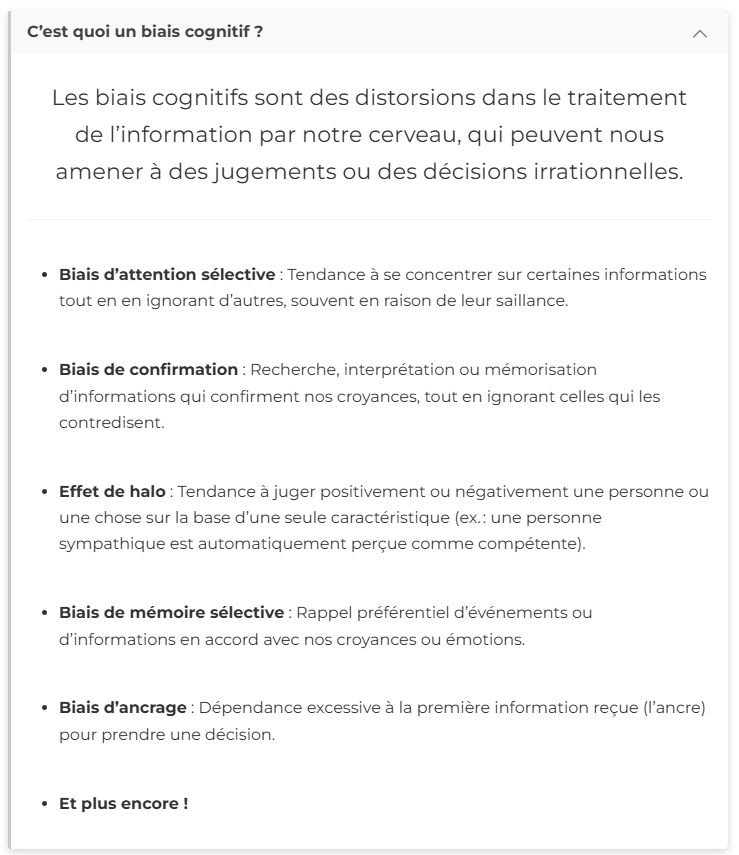 C’est quoi un biais cognitif ?
Les biais cognitifs sont des distorsions dans le traitement
de l’information par notre cerveau, qui peuvent nous
amener à des jugements ou des décisions irrationnelles.
• Biais d’attention sélective : Tendance à se concentrer sur certaines informations
tout en en ignorant d’autres, souvent en raison de leur saillance.
• Biais de confirmation : Recherche, interprétation ou mémorisation
d’informations qui confirment nos croyances, tout en ignorant celles qui les
contredisent.
• Effet de halo : Tendance à juger positivement ou négativement une personne ou
une chose sur la base d’une seule caractéristique (ex. : une personne
sympathique est automatiquement perçue comme compétente).
• Biais de mémoire sélective : Rappel préférentiel d’événements ou
d’informations en accord avec nos croyances ou émotions.
• Biais d’ancrage : Dépendance excessive à la première information reçue (l’ancre)
pour prendre une décision.
• Et plus encore !